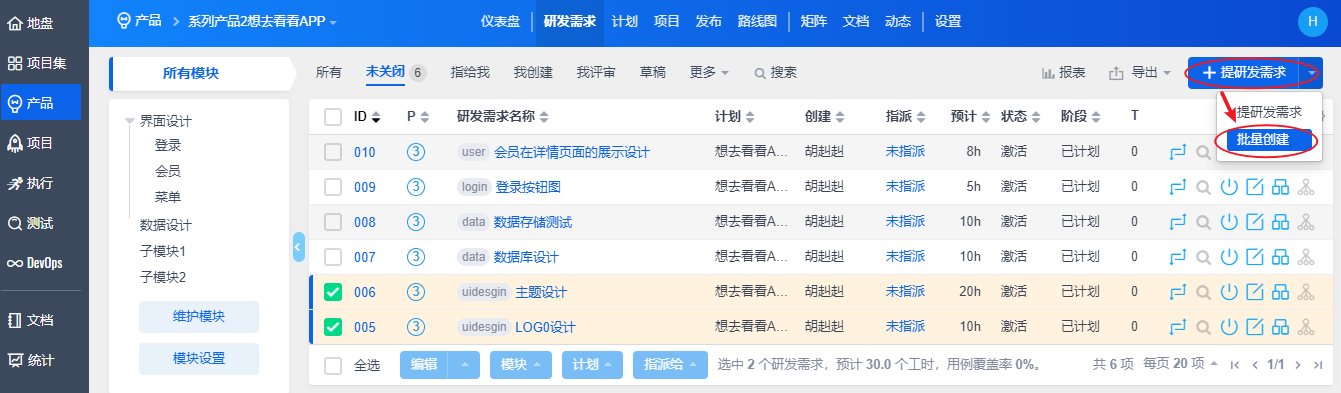 地盘
项目集
产品
项目
执行
测试
DevOps
文档
统计
产品 系列产品2想去看看APP
仪表盘 研发需求 计划 项目 发布 路线图 矩阵 文档 动态 设置
H
所有模块
所有 未关闭 6 指给我 我创建 我评审 草稿 更多 搜索
报表 导出 提研发需求
提研发需求
批量创建
界面设计
登录
会员
菜单
数据设计
子模块1
子模块2
维护模块
模块设置
ID P 研发需求名称 计划 创建 指派 预计 状态 阶段 T
010 3 user 会员在详情页面的展示设计 想去看看A... 胡赳赳 未指派 8h 激活 已计划 0
009 3 login 登录按钮图 想去看看A... 胡赳赳 未指派 5h 激活 已计划 0
008 3 data 数据存储测试 想去看看A... 胡赳赳 未指派 10h 激活 已计划 0
007 3 data 数据库设计 想去看看A... 胡赳赳 未指派 10h 激活 已计划 0
006 3 uidesgin 主题设计 想去看看A... 胡赳赳 未指派 20h 激活 已计划 0
005 3 uidesgin LOG0设计 想去看看A... 胡赳赳 未指派 10h 激活 已计划 0
全选 编辑 模块 计划 指派给 选中 2 个研发需求，预计 30.0 个工时，用例覆盖率 0%。 共 6 项 每页 20 项 1/1